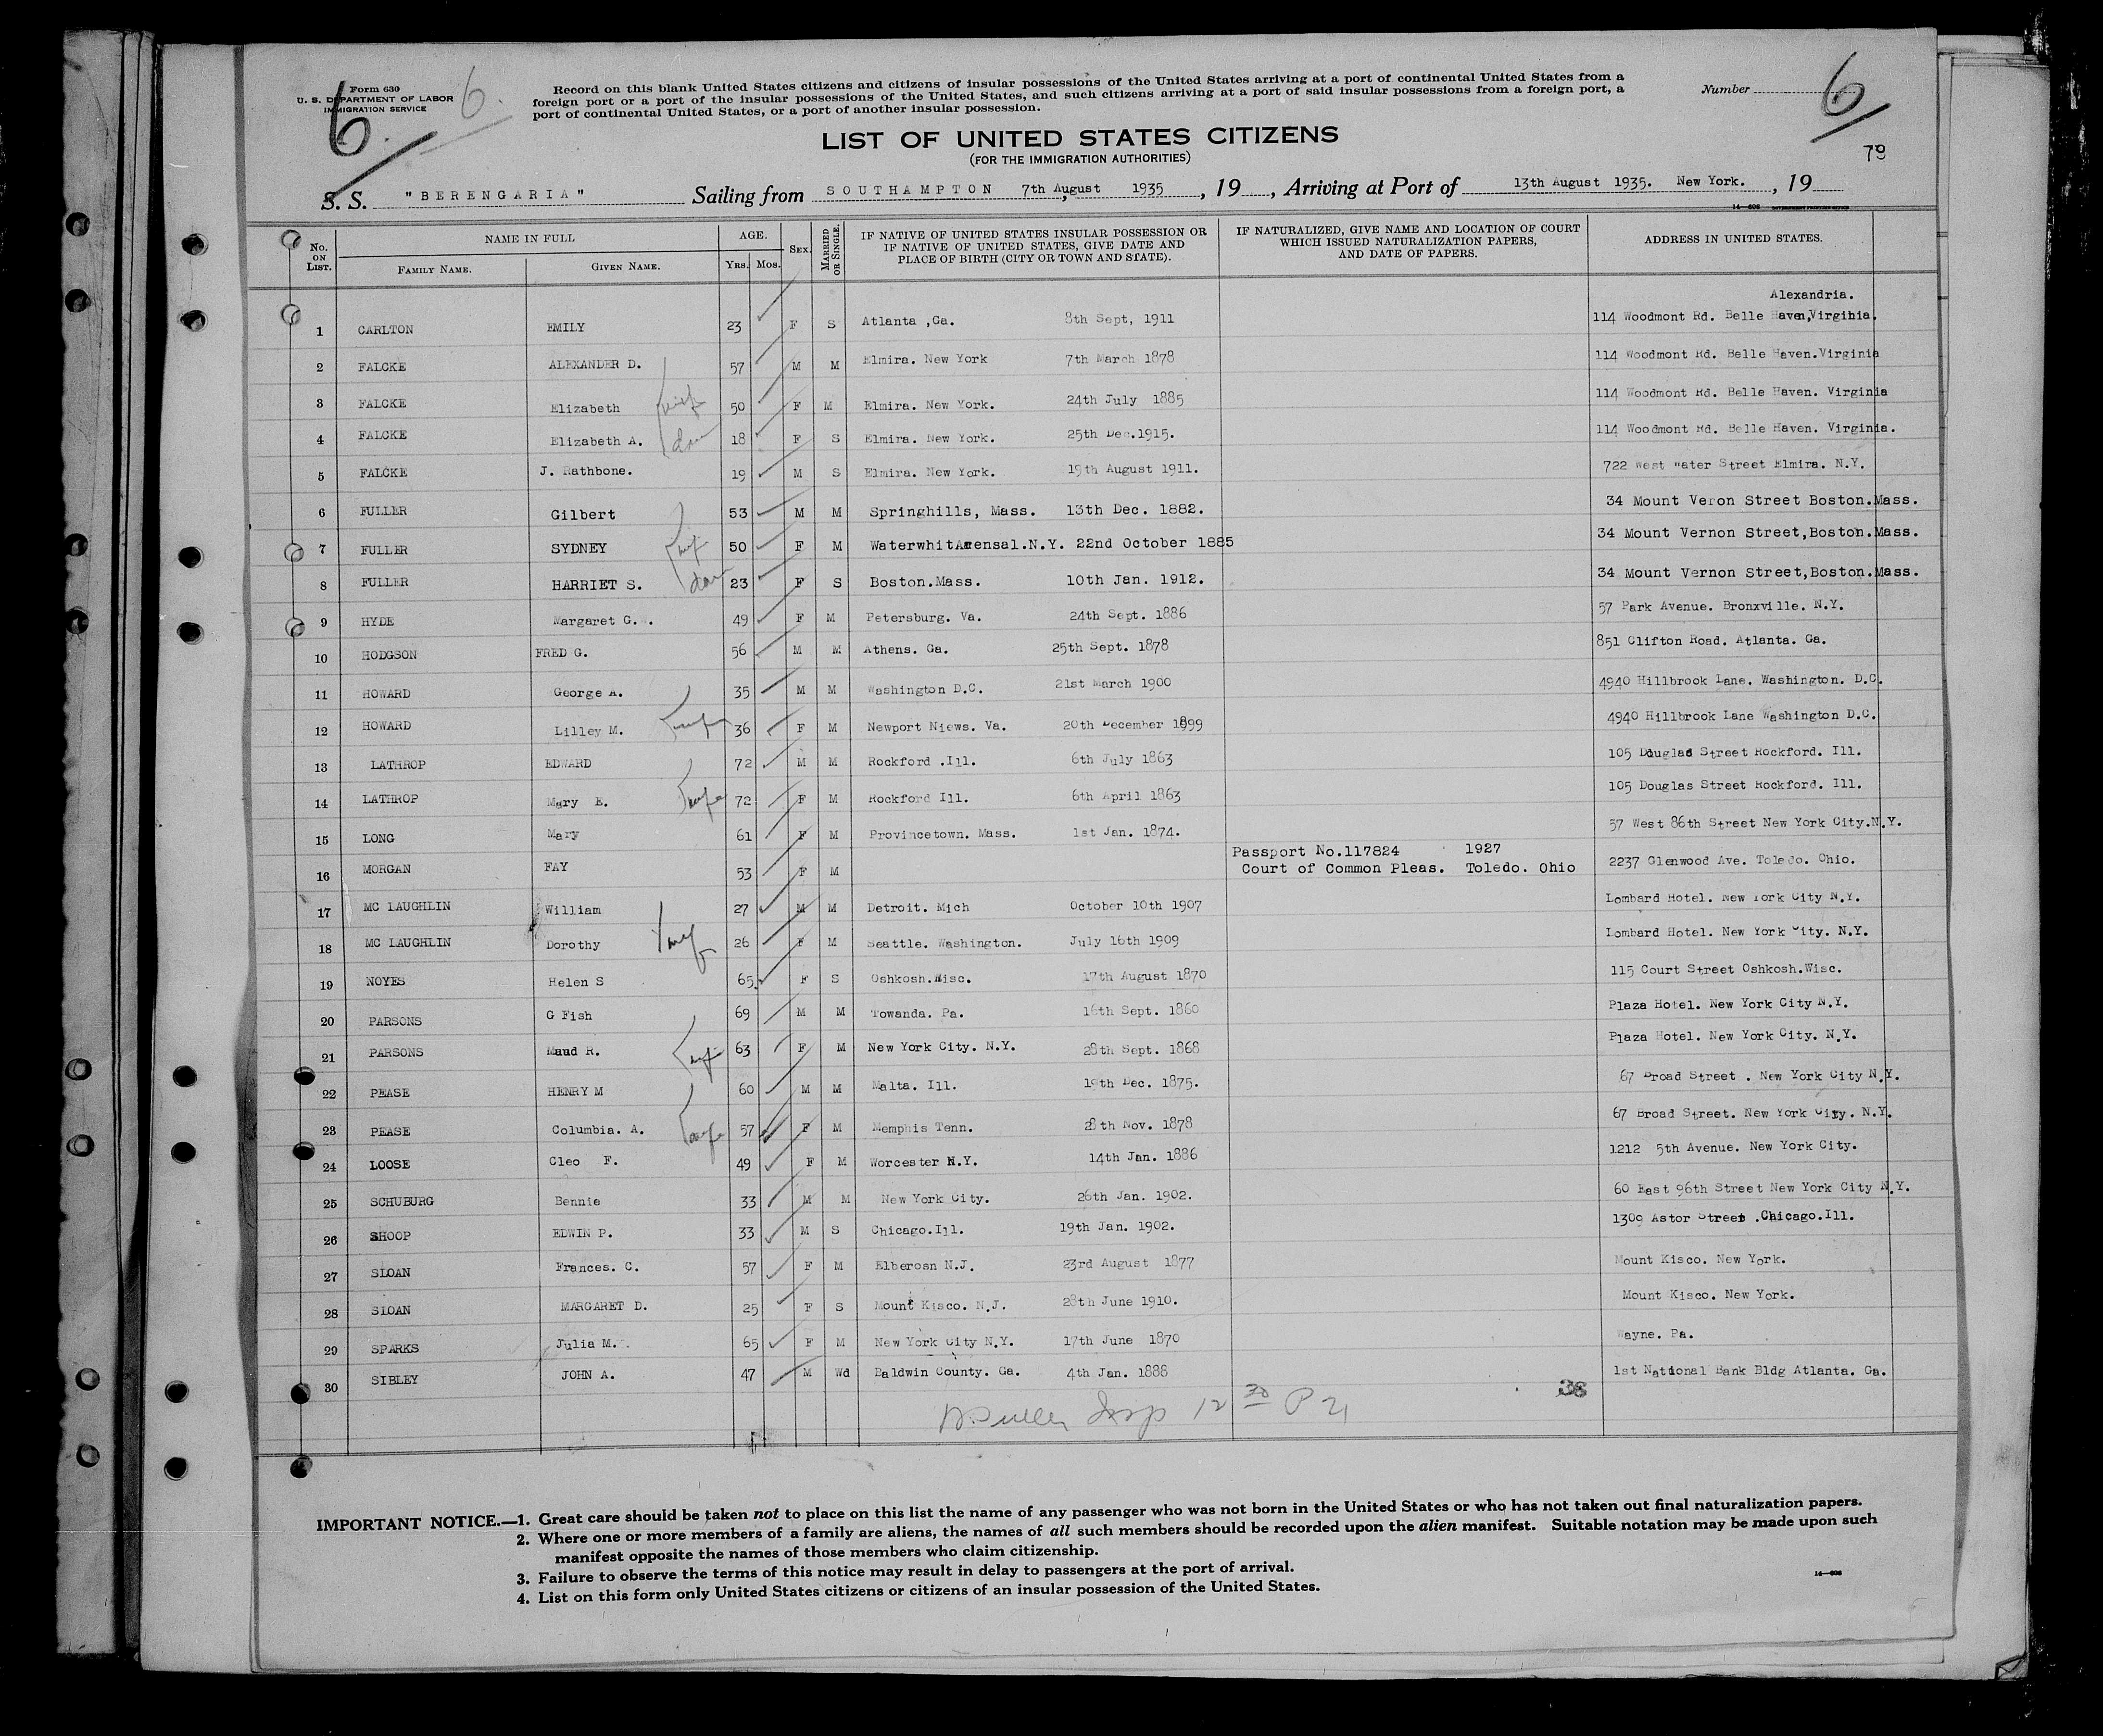 Form 630
U. S. DEPARTMENT OF LABOR
IMMIGRATION SERVICE
6.
6.
Record on this blank United States citizens and citizens of insular possessions of the United States arriving at a port of continental United States from a
foreign port or a port of the insular possessions of the United States, and such citizens arriving at a port of said insular possessions from a foreign port, a
port of continental United States, or a port of another insular possession.
Number
6
LIST OF UNITED STATES CITIZENS
(FOR THE IMMIGRATION AUTHORITIES)
79
S. S. "BERENGARIA" Sailing from SOUTHAMPTON 7th August 1935, 19, Arriving at Port of 13th August 1935. New York., 19
No. ON LIST. NAME IN FULL FAMILY NAME. GIVEN NAME. AGE. Yrs. Mos. SEX. MARRIED OR SINGLE. IF NATIVE OF UNITED STATES INSULAR POSSESSION OR IF NATIVE OF UNITED STATES, GIVE DATE AND PLACE OF BIRTH (CITY OR TOWN AND STATE). IF NATURALIZED, GIVE NAME AND LOCATION OF COURT WHICH ISSUED NATURALIZATION PAPERS, AND DATE OF PAPERS. ADDRESS IN UNITED STATES.
Alexandria.
1 CARLTON EMILY 23 F S Atlanta ,Ga. 8th Sept, 1911 114 Woodmont Rd. Belle Haven,Virginia.
2 FALCKE ALEXANDER D. 57 M M Elmira. New York 7th March 1878 114 Woodmont Rd. Belle Haven.Virginia
3 FALCKE Elizabeth wife 50 F M Elmira. New York. 24th July 1885 114 Woodmont Rd. Belle Haven. Virginia
4 FALCKE Elizabeth A. dau 18 F S Elmira. New York. 25th Dec.1915. 114 Woodmont Rd. Belle Haven. Virginia.
5 FALCKE J. Rathbone. 19 M S Elmira. New York. 19th August 1911. 722 West Water Street Elmira. N.Y.
6 FULLER Gilbert 53 M M Springhills, Mass. 13th Dec. 1882. 34 Mount Veron Street Boston.Mass.
7 FULLER SYDNEY wife 50 F M 22nd October 1885 34 Mount Vernon Street,Boston.Mass.
8 FULLER HARRIET S. dau 23 F S Boston.Mass. 10th Jan. 1912. 34 Mount Vernon Street,Boston.Mass.
9 HYDE Margaret G. 49 F M Petersburg. Va. 24th Sept. 1886 57 Park Avenue. Bronxville. N.Y.
10 HODGSON FRED G. 56 M M Athens. Ga. 25th Sept. 1878 851 Clifton Road. Atlanta. Ga.
11 HOWARD George A. 35 M M Washington D.C. 21st March 1900 4940 Hillbrook Lane. Washington. D.C.
12 HOWARD Lilley M. wife 36 F M Newport Niews. Va. 20th December 1899 4940 Hillbrook Lane Washington D.C.
13 LATHROP EDWARD 72 M M Rockford .Ill. 6th July 1863 105 Douglas Street Rockford. Ill.
14 LATHROP Mary E. wife 72 F M Rockford Ill. 6th April 1863 105 Douglas Street Rockford. Ill.
15 LONG Mary 61 F M Provincetown. Mass. 1st Jan. 1874. 57 West 86th Street New York City.N.Y.
16 MORGAN FAY 53 F M Passport No.117824 1927 Court of Common Pleas. Toledo. Ohio 2237 Glenwood Ave. Toledo. Ohio.
17 MC LAUGHLIN William 27 M M Detroit. Mich October 10th 1907 Lombard Hotel. New York City N.Y.
18 MC LAUGHLIN Dorothy wife 26 F M Seattle. Washington. July 16th 1909 Lombard Hotel. New York City. N.Y.
19 NOYES Helen S 65 F S Oshkosh.Wisc. 17th August 1870 115 Court Street Oshkosh.Wisc.
20 PARSONS G Fish 69 M M Towanda. Pa. 16th Sept. 1860 Plaza Hotel. New York City N.Y.
21 PARSONS Maud R. wife 63 F M New York City. N.Y. 28th Sept. 1868 Plaza Hotel. New York City. N.Y.
22 PEASE HENRY M 60 M M Malta. Ill. 19th Dec. 1875. 67 Broad Street . New York City N.Y.
23 PEASE Columbia. A. wife 57 F M Memphis Tenn. 28th Nov. 1878 67 Broad Street. New York City. N.Y.
24 LOOSE Cleo F. 49 F M Worcester N.Y. 14th Jan. 1886 1212 5th Avenue. New York City.
25 SCHUBURG Bennie 33 M M New York City. 26th Jan. 1902. 60 East 96th Street New York City N.Y.
26 SHOOP EDWIN P. 33 M S Chicago.Ill. 19th Jan. 1902. 1309 Astor Street .Chicago.Ill.
27 SLOAN Frances. C. 57 F M Elberosn N.J. 23rd August 1877 Mount Kisco. New York.
28 SLOAN MARGARET D. 25 F S Mount Kisco. N.J. 28th June 1910. Mount Kisco. New York.
29 SPARKS Julia M. 65 F M New York City N.Y. 17th June 1870 Wayne. Pa.
30 SIBLEY JOHN A. 47 M Wd Baldwin County. Ga. 4th Jan. 1888 1st National Bank Bldg Atlanta. Ga.
Insp 12 30 P
IMPORTANT NOTICE.—1. Great care should be taken not to place on this list the name of any passenger who was not born in the United States or who has not taken out final naturalization papers.
2. Where one or more members of a family are aliens, the names of all such members should be recorded upon the alien manifest. Suitable notation may be made upon such
manifest opposite the names of those members who claim citizenship.
3. Failure to observe the terms of this notice may result in delay to passengers at the port of arrival.
4. List on this form only United States citizens or citizens of an insular possession of the United States.